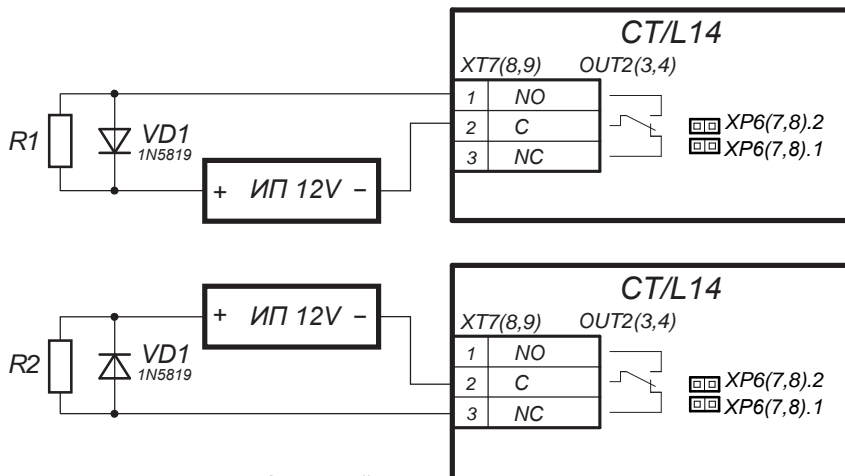 CT/L14
XT7(8,9) OUT2(3,4)
1 NO
2 C
3 NC
XP6(7,8).2
XP6(7,8).1
R1
VD1
1N5819
+ ИП 12V −
CT/L14
XT7(8,9) OUT2(3,4)
1 NO
2 C
3 NC
XP6(7,8).2
XP6(7,8).1
+ ИП 12V −
R2
VD1
1N5819